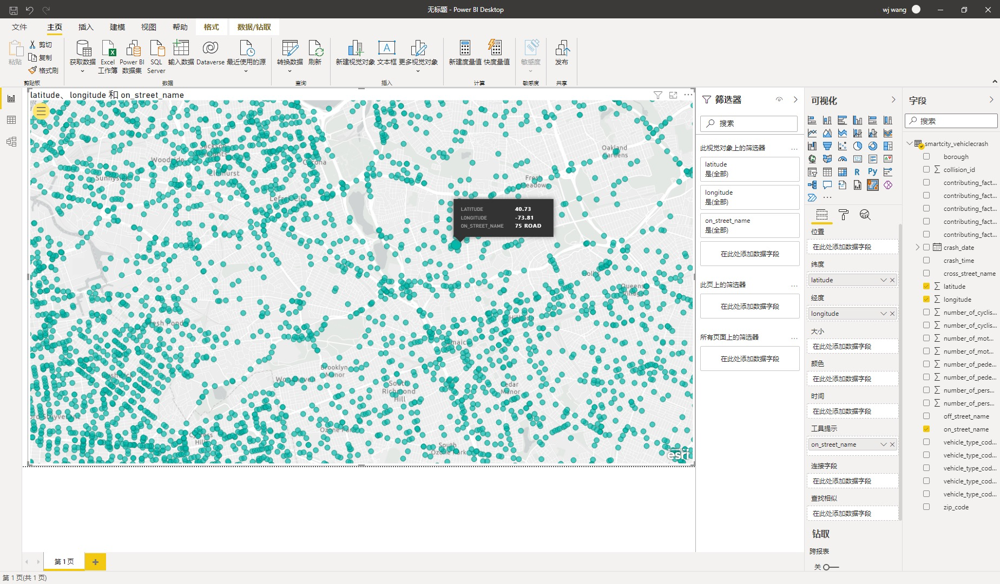 无标题 - Power BI Desktop
wj wang
文件
主页
插入
建模
视图
帮助
格式
数据/钻取
粘贴
剪切
复制
格式刷
剪贴板
获取数据
Excel
工作簿
Power BI
数据集
SQL
Server
输入数据
Dataverse
最近使用的源
数据
转换数据
刷新
查询
新建视觉对象
文本框
更多视觉对象
插入
新建度量值
快度量值
计算
敏感度
敏感度
发布
共享
latitude、longitude 和 on_street_name
Jackson
Heights
Woodside
Corona
Elmhurst
Sunnyside
Lefrak City
Oakland
Gardens
Fresh
Meadows
LATITUDE 40.73
LONGITUDE -73.81
ON_STREET_NAME 75 ROAD
Hollis
Queens
Village
Fresh Pond
Hillside
Jamaica
Bushwick
Brooklyn
Manor
Woodhaven
South
Richmond
Hill
Cedar
Manor
Cypress
Hills
Ozone Park
South
Ozone Park
POWERED BY
esri
筛选器
搜索
此视觉对象上的筛选器
...
latitude
是(全部)
longitude
是(全部)
on_street_name
是(全部)
在此处添加数据字段
此页上的筛选器
...
在此处添加数据字段
所有页面上的筛选器
...
在此处添加数据字段
可视化
R
Py
...
位置
在此处添加数据字段
纬度
latitude
经度
longitude
大小
在此处添加数据字段
颜色
在此处添加数据字段
时间
在此处添加数据字段
工具提示
on_street_name
连接字段
在此处添加数据字段
查找相似
在此处添加数据字段
钻取
跨报表
关
字段
搜索
smartcity_vehiclecrash
borough
collision_id
contributing_fact...
contributing_fact...
contributing_fact...
contributing_fact...
contributing_fact...
crash_date
crash_time
cross_street_name
latitude
longitude
number_of_cyclis...
number_of_cyclis...
number_of_mot...
number_of_mot...
number_of_pede...
number_of_pede...
number_of_pers...
number_of_pers...
off_street_name
on_street_name
vehicle_type_cod...
vehicle_type_cod...
vehicle_type_cod...
vehicle_type_cod...
vehicle_type_cod...
zip_code
第 1 页
第 1 页(共 1 页)